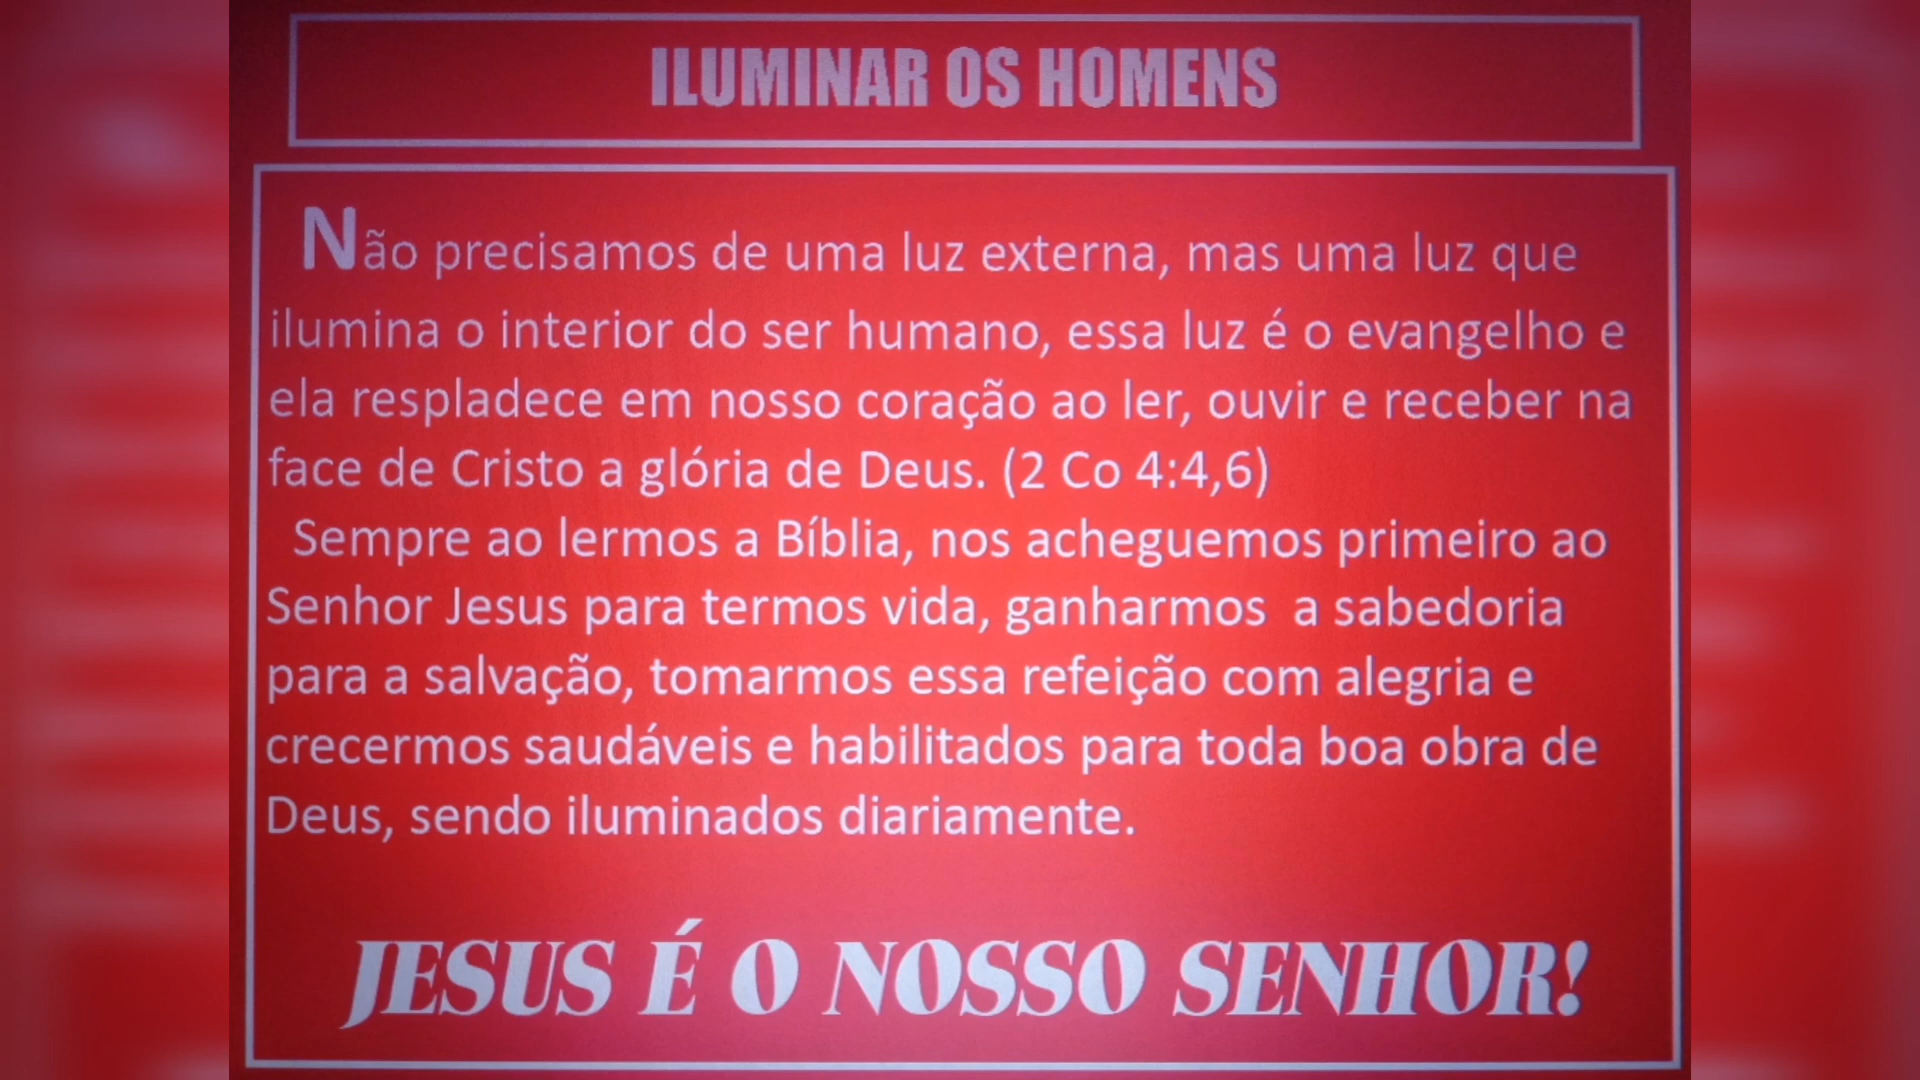 ILUMINAR OS HOMENS
Não precisamos de uma luz externa, mas uma luz que
ilumina o interior do ser humano, essa luz é o evangelho e
ela respladece em nosso coração ao ler, ouvir e receber na
face de Cristo a glória de Deus. (2 Co 4:4,6)
Sempre ao lermos a Bíblia, nos acheguemos primeiro ao
Senhor Jesus para termos vida, ganharmos a sabedoria
para a salvação, tomarmos essa refeição com alegria e
crecermos saudáveis e habilitados para toda boa obra de
Deus, sendo iluminados diariamente.
JESUS É O NOSSO SENHOR!